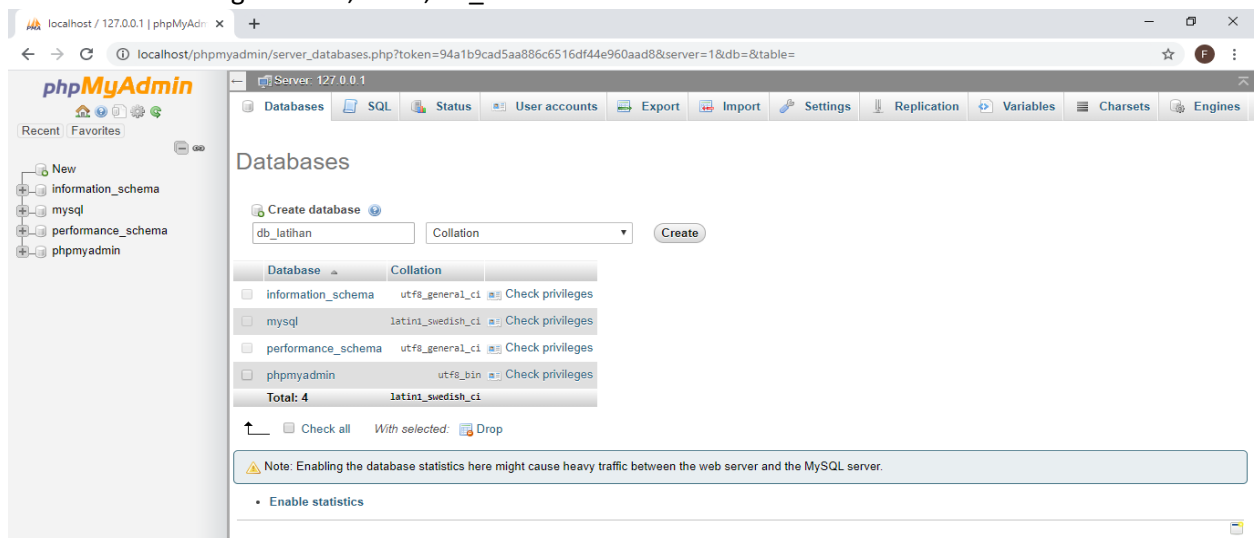 localhost / 127.0.0.1 | phpMyAdm
localhost/phpmyadmin/server_databases.php?token=94a1b9cad5aa886c6516df44e960aad8&server=1&db=&table=
F
phpMyAdmin
Recent Favorites
New
information_schema
mysql
performance_schema
phpmyadmin
Server: 127.0.0.1
Databases SQL Status User accounts Export Import Settings Replication Variables Charsets Engines
Databases
Create database
db_latihan Collation Create
Database Collation
information_schema utf8_general_ci Check privileges
mysql latin1_swedish_ci Check privileges
performance_schema utf8_general_ci Check privileges
phpmyadmin utf8_bin Check privileges
Total: 4 latin1_swedish_ci
Check all With selected: Drop
Note: Enabling the database statistics here might cause heavy traffic between the web server and the MySQL server.
• Enable statistics